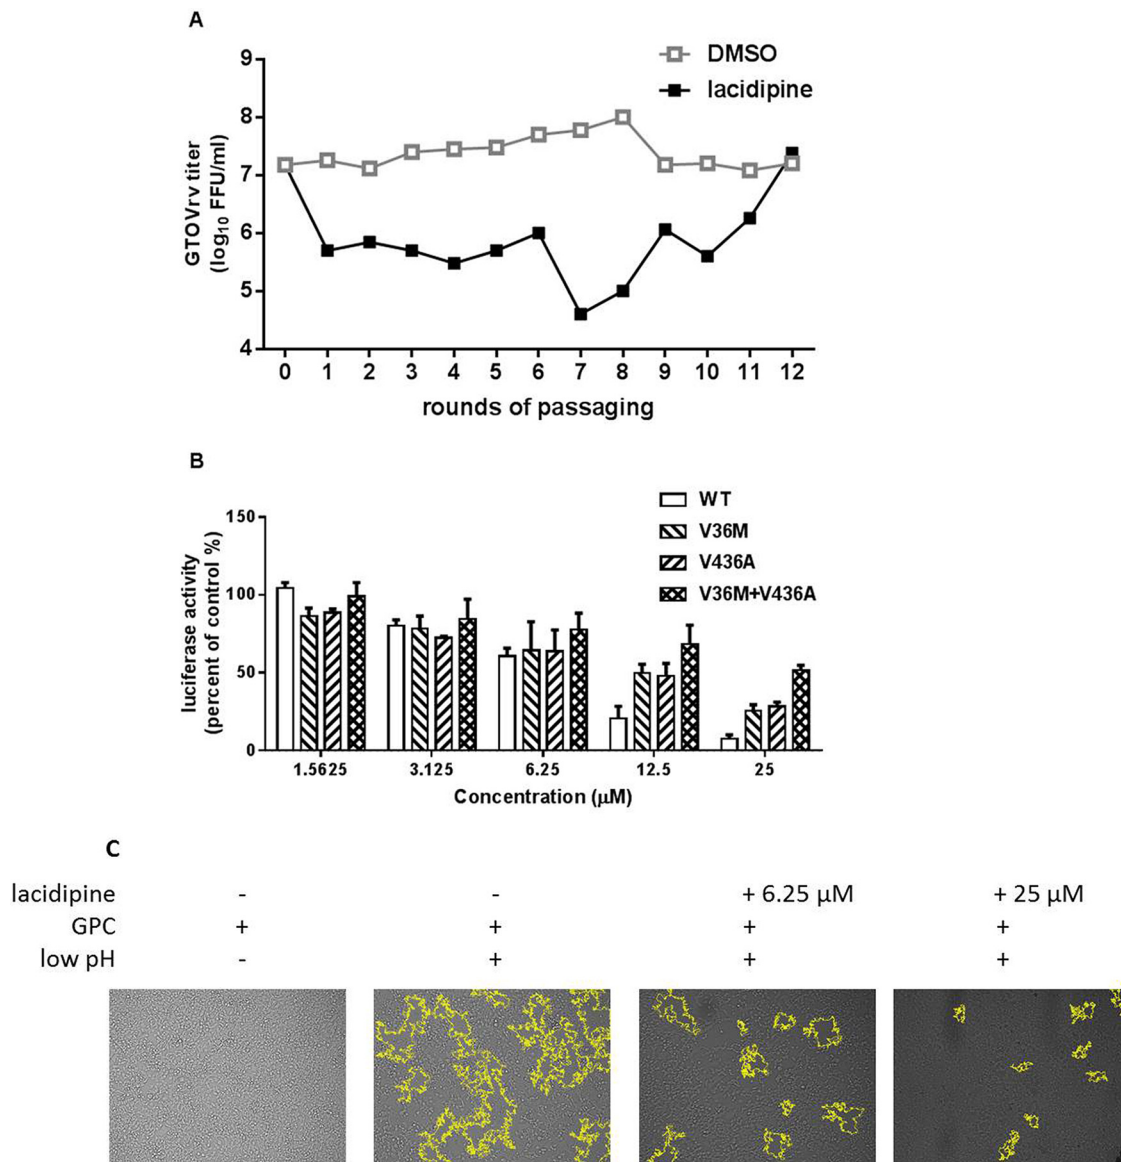 A
9
8
7
6
5
4
GTOVrv titer
(log₁₀ FFU/ml)
DMSO
lacidipine
0 1 2 3 4 5 6 7 8 9 10 11 12
rounds of passaging
B
150
100
50
0
luciferase activity
(percent of control %)
WT
V36M
V436A
V36M+V436A
1.5625 3.125 6.25 12.5 25
Concentration (μM)
C
lacidipine - - + 6.25 μM + 25 μM
GPC + + + +
low pH - + + +